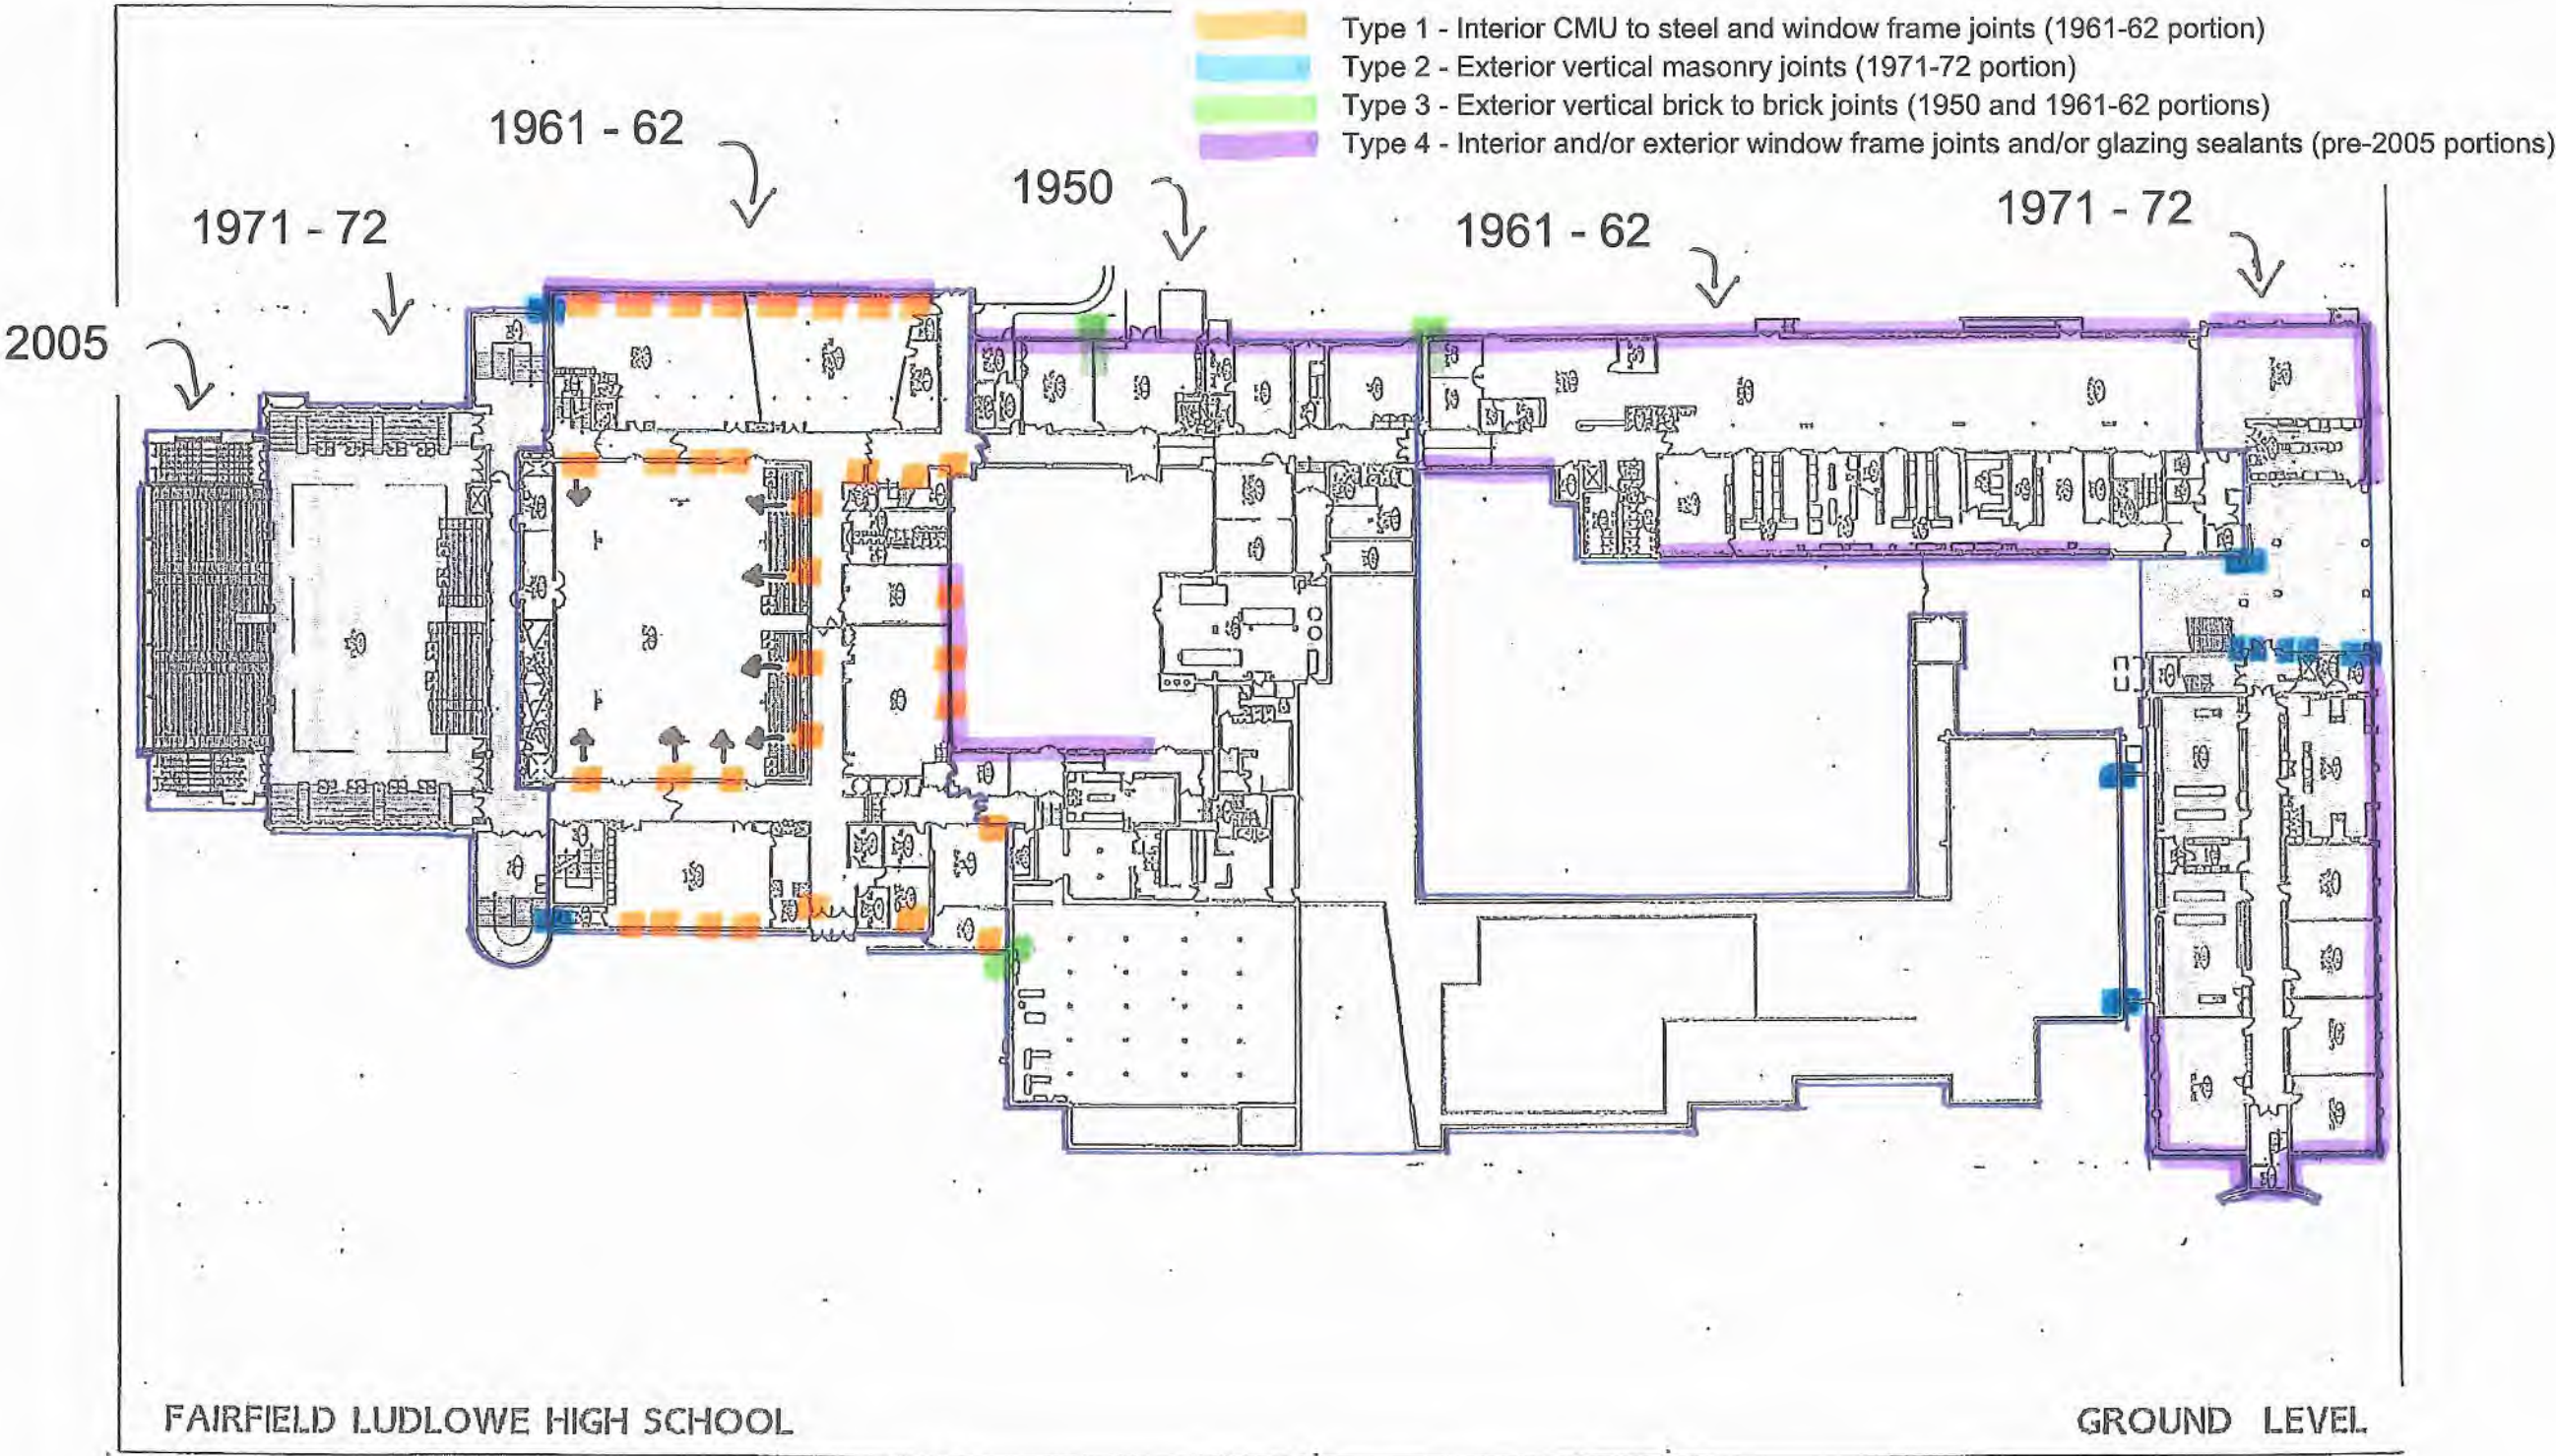 Type 1 - Interior CMU to steel and window frame joints (1961-62 portion)
Type 2 - Exterior vertical masonry joints (1971-72 portion)
Type 3 - Exterior vertical brick to brick joints (1950 and 1961-62 portions)
Type 4 - Interior and/or exterior window frame joints and/or glazing sealants (pre-2005 portions)
1961 - 62
1950
1971 - 72
1961 - 62
1971 - 72
2005
FAIRFIELD LUDLOWE HIGH SCHOOL
GROUND LEVEL